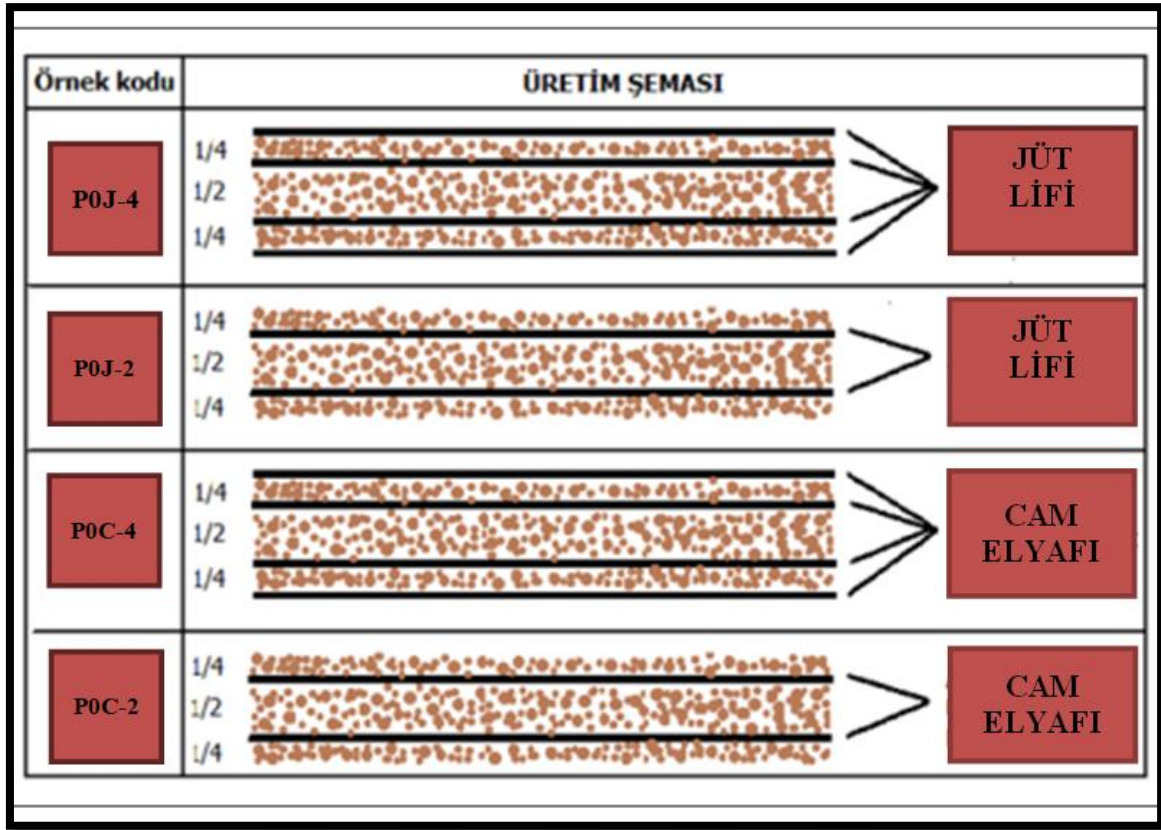 Örnek kodu
ÜRETİM ŞEMASI
P0J-4
1/4
1/2
1/4
JÜT
LİFİ
P0J-2
1/4
1/2
1/4
JÜT
LİFİ
P0C-4
1/4
1/2
1/4
CAM
ELYAFI
P0C-2
1/4
1/2
1/4
CAM
ELYAFI